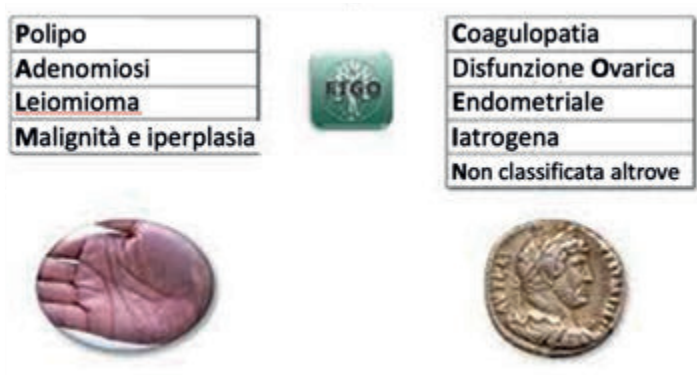 Polipo
Adenomiosi
Leiomioma
Malignità e iperplasia
FIGO
Coagulopatia
Disfunzione Ovarica
Endometriale
Iatrogena
Non classificata altrove